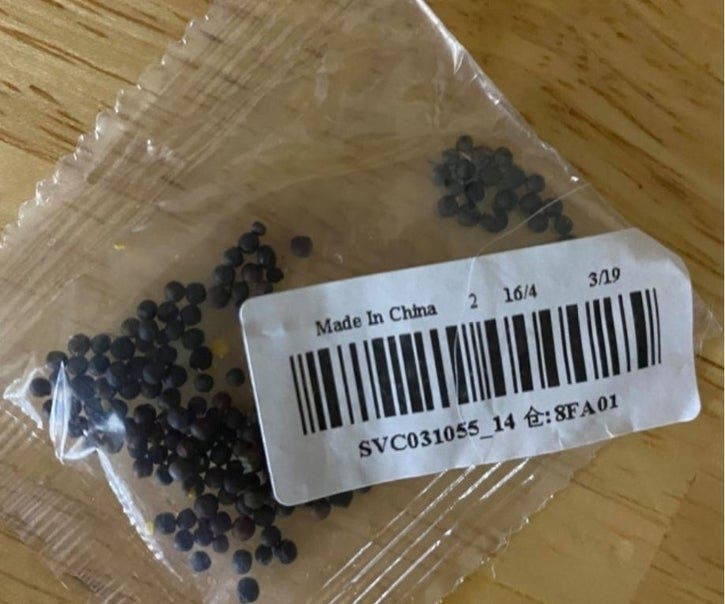 Made In China 2 16/4 3/19
SVC031055_14 仓:8FA01